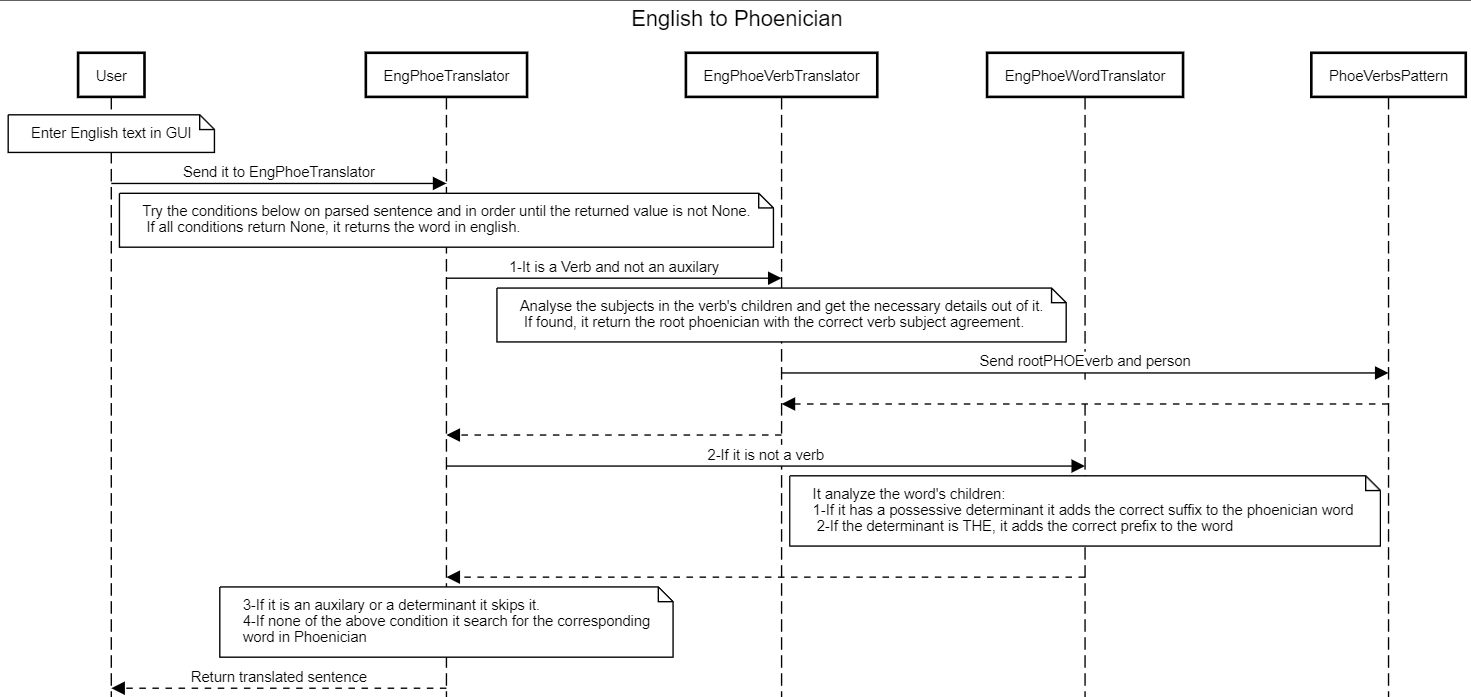 English to Phoenician
User
EngPhoeTranslator
EngPhoeVerbTranslator
EngPhoeWordTranslator
PhoeVerbsPattern
Enter English text in GUI
Send it to EngPhoeTranslator
Try the conditions below on parsed sentence and in order until the returned value is not None.
If all conditions return None, it returns the word in english.
1-It is a Verb and not an auxilary
Analyse the subjects in the verb's children and get the necessary details out of it.
If found, it return the root phoenician with the correct verb subject agreement.
Send rootPHOEverb and person
2-If it is not a verb
It analyze the word's children:
1-If it has a possessive determinant it adds the correct suffix to the phoenician word
2-If the determinant is THE, it adds the correct prefix to the word
3-If it is an auxilary or a determinant it skips it.
4-If none of the above condition it search for the corresponding
word in Phoenician
Return translated sentence